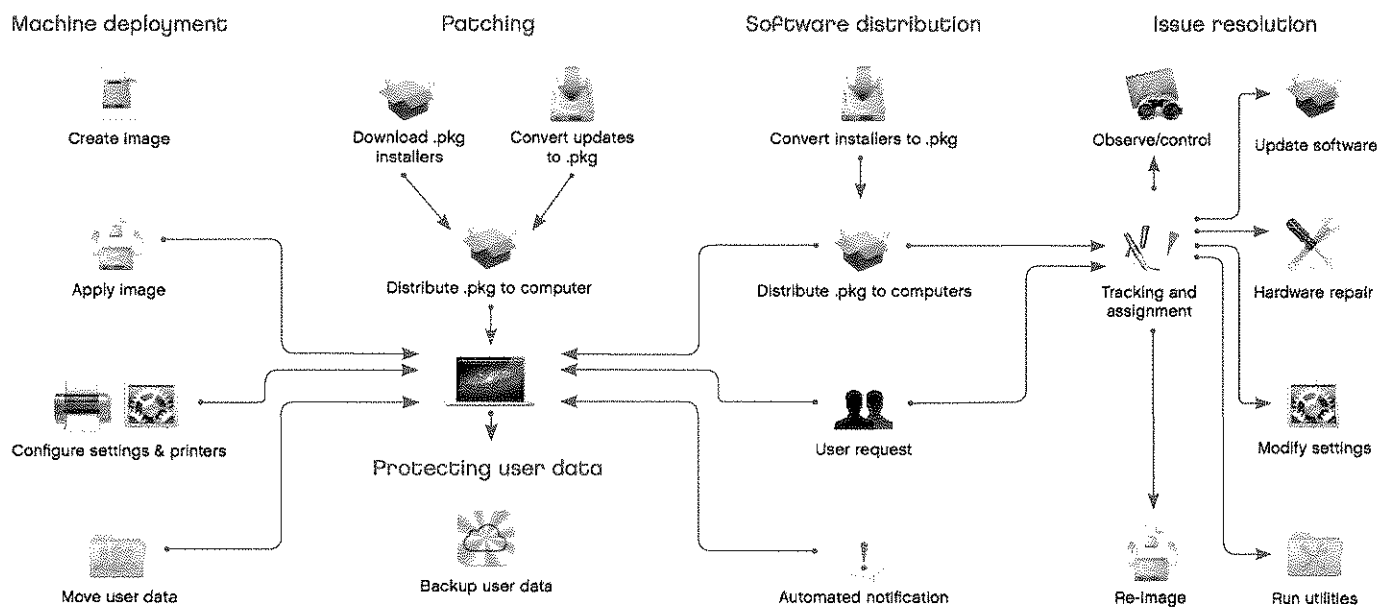 Machine deployment
Patching
Software distribution
Issue resolution
Create image
Download .pkg
installers
Convert updates
to .pkg
Convert installers to .pkg
Observe/control
Update software
Apply image
Distribute .pkg to computer
Distribute .pkg to computers
Tracking and
assignment
Hardware repair
Configure settings & printers
Protecting user data
User request
Modify settings
Move user data
Backup user data
Automated notification
Re-image
Run utilities